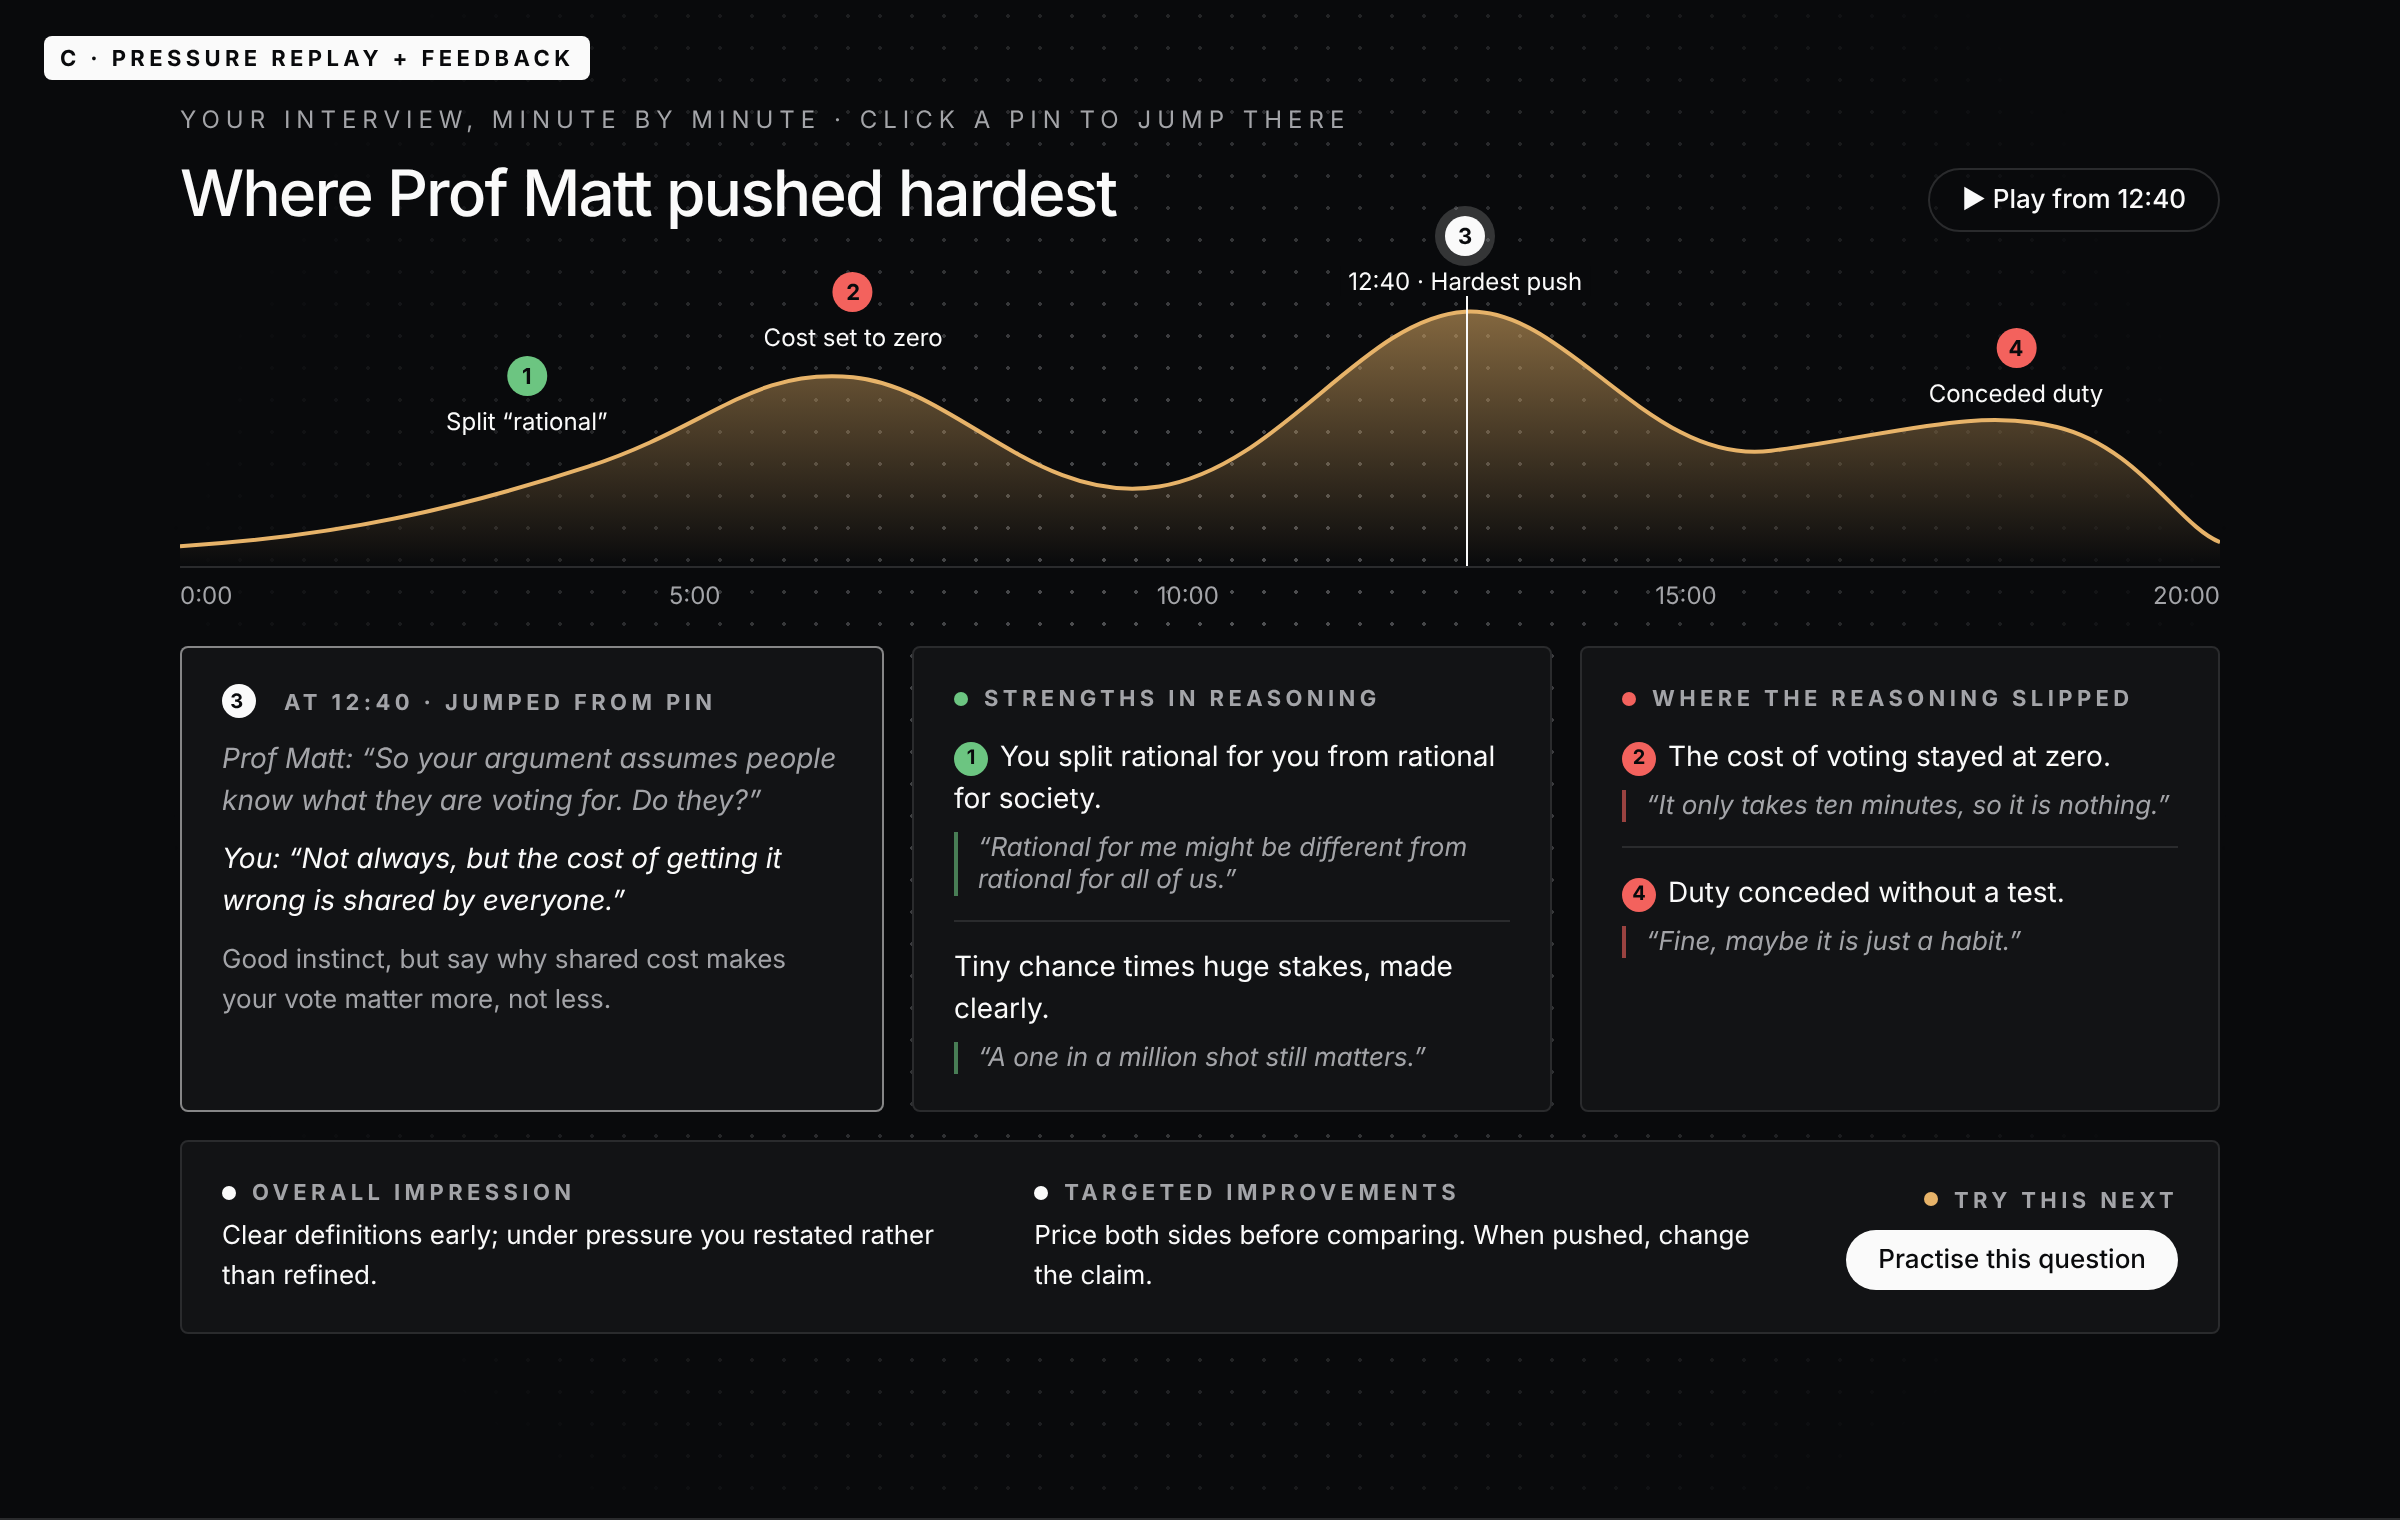 C · PRESSURE REPLAY + FEEDBACK
YOUR INTERVIEW, MINUTE BY MINUTE · CLICK A PIN TO JUMP THERE
Where Prof Matt pushed hardest
▶ Play from 12:40
3
12:40 · Hardest push
2
Cost set to zero
4
Conceded duty
1
Split “rational”
0:00
5:00
10:00
15:00
20:00
3 AT 12:40 · JUMPED FROM PIN
Prof Matt: “So your argument assumes people
know what they are voting for. Do they?”
You: “Not always, but the cost of getting it
wrong is shared by everyone.”
Good instinct, but say why shared cost makes
your vote matter more, not less.
STRENGTHS IN REASONING
1 You split rational for you from rational
for society.
“Rational for me might be different from
rational for all of us.”
Tiny chance times huge stakes, made
clearly.
“A one in a million shot still matters.”
WHERE THE REASONING SLIPPED
2 The cost of voting stayed at zero.
“It only takes ten minutes, so it is nothing.”
4 Duty conceded without a test.
“Fine, maybe it is just a habit.”
OVERALL IMPRESSION
Clear definitions early; under pressure you restated rather
than refined.
TARGETED IMPROVEMENTS
Price both sides before comparing. When pushed, change
the claim.
TRY THIS NEXT
Practise this question